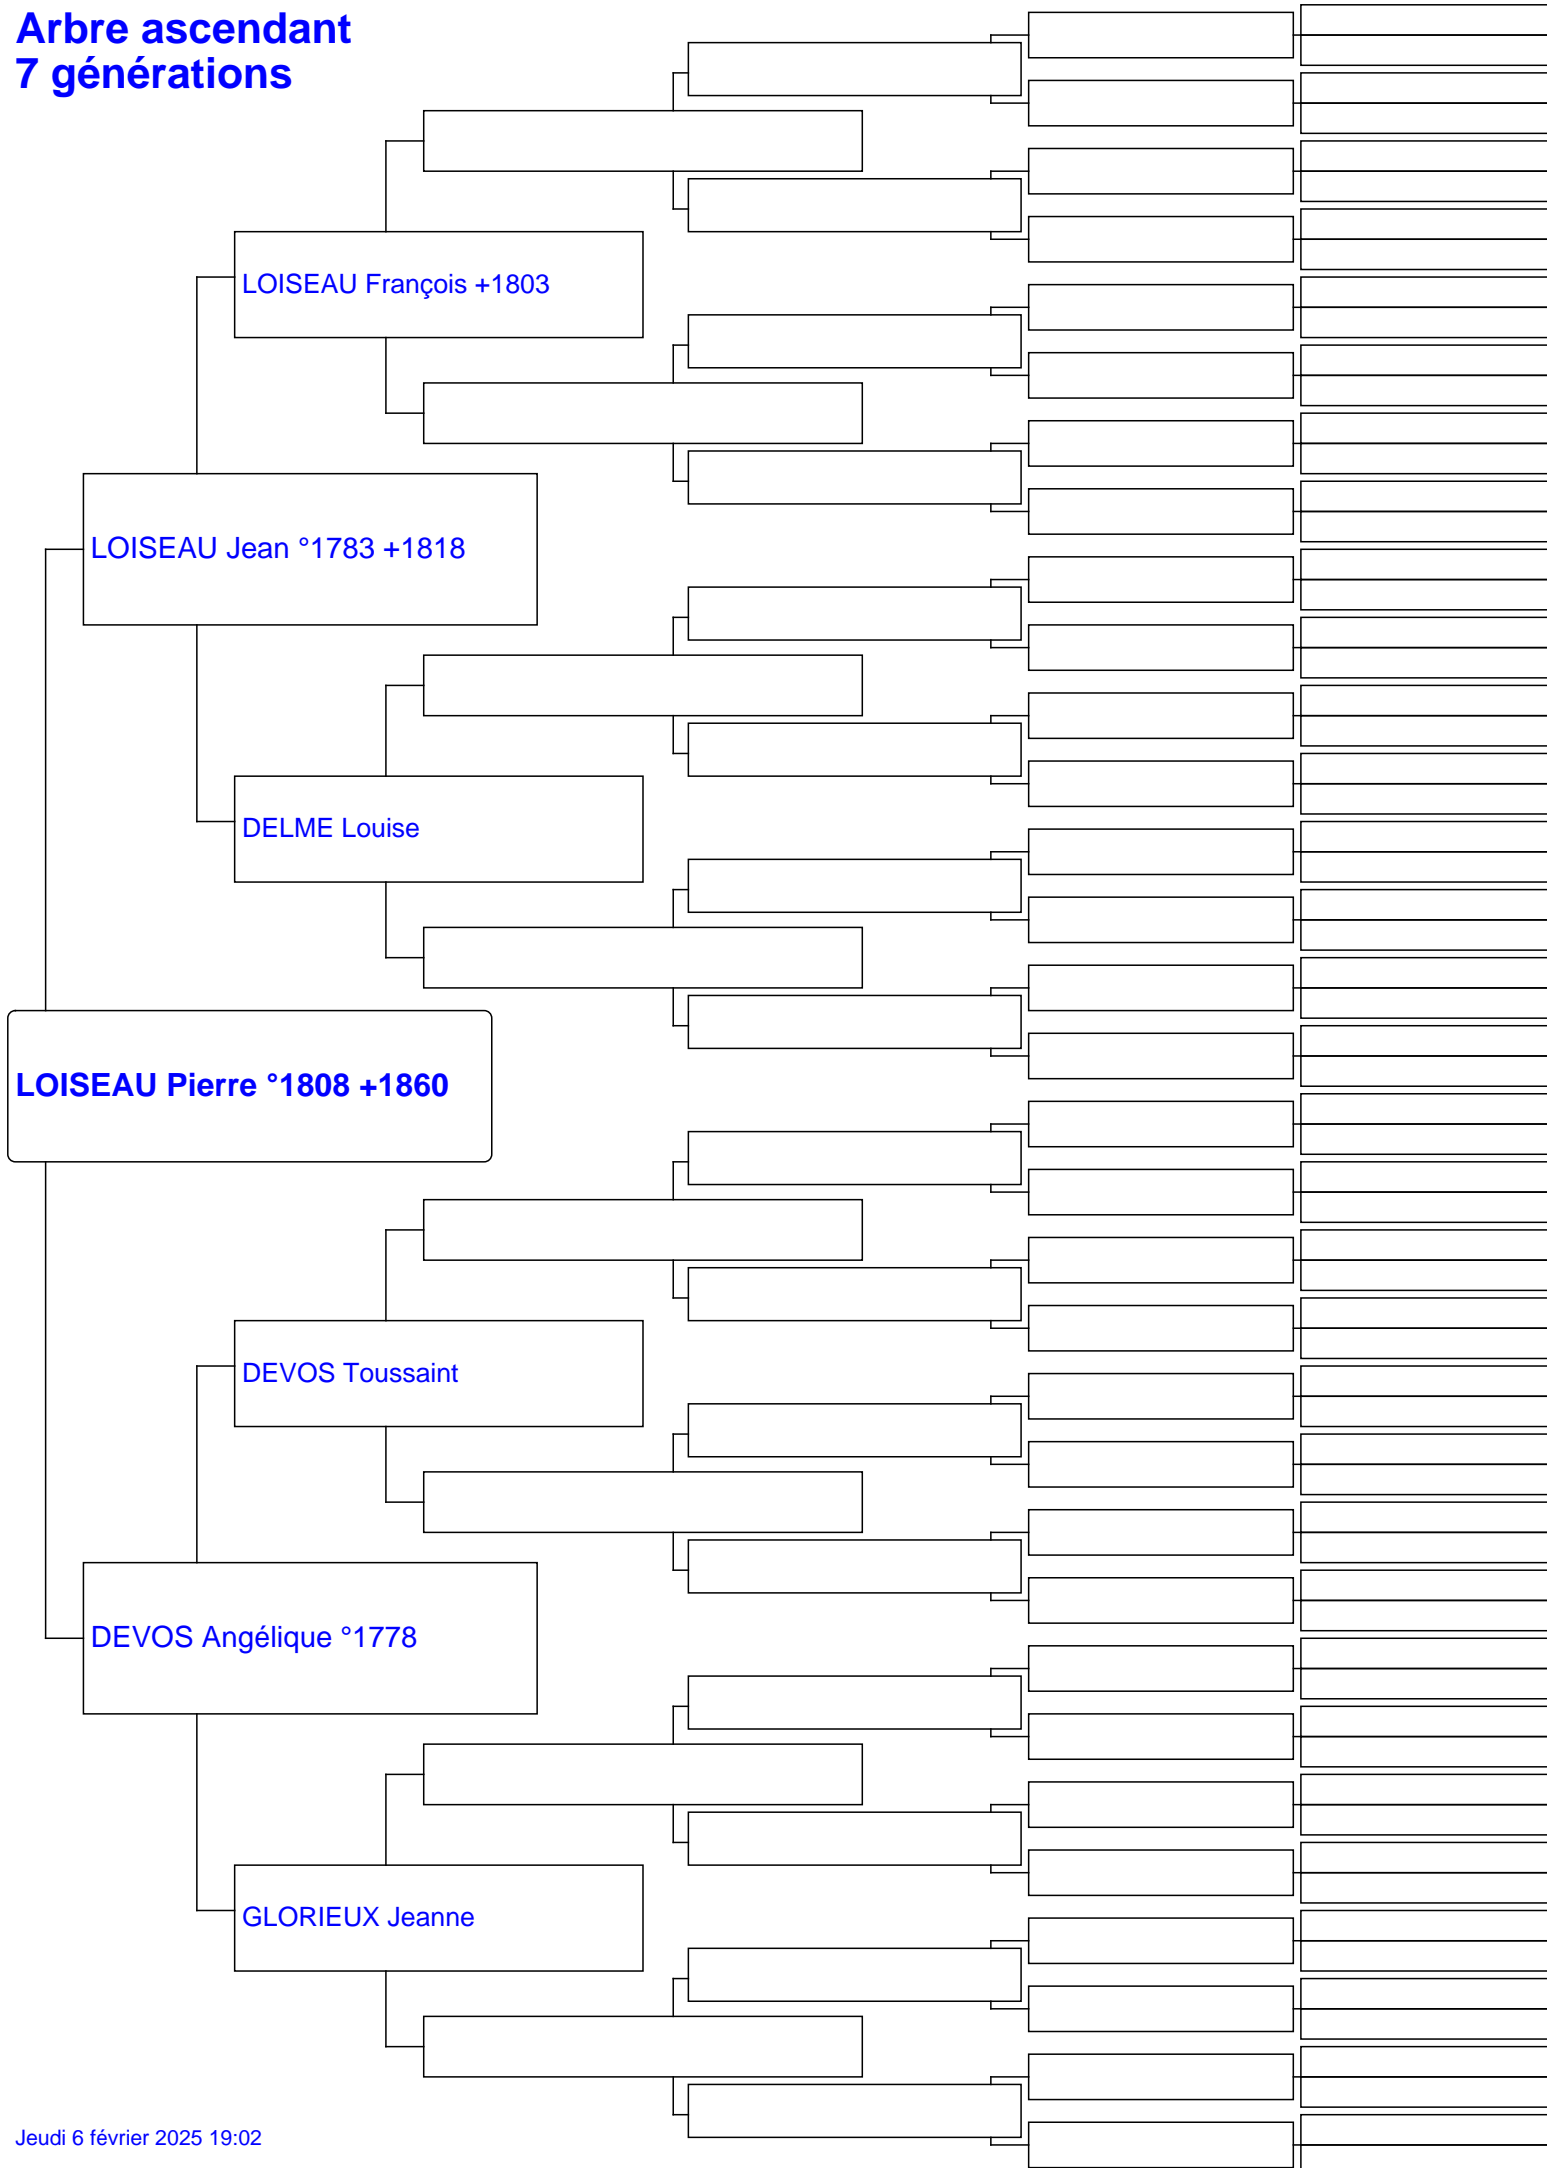 Arbre ascendant
7 générations
LOISEAU François +1803
LOISEAU Jean °1783 +1818
DELME Louise
LOISEAU Pierre °1808 +1860
DEVOS Toussaint
DEVOS Angélique °1778
GLORIEUX Jeanne
Jeudi 6 février 2025 19:02